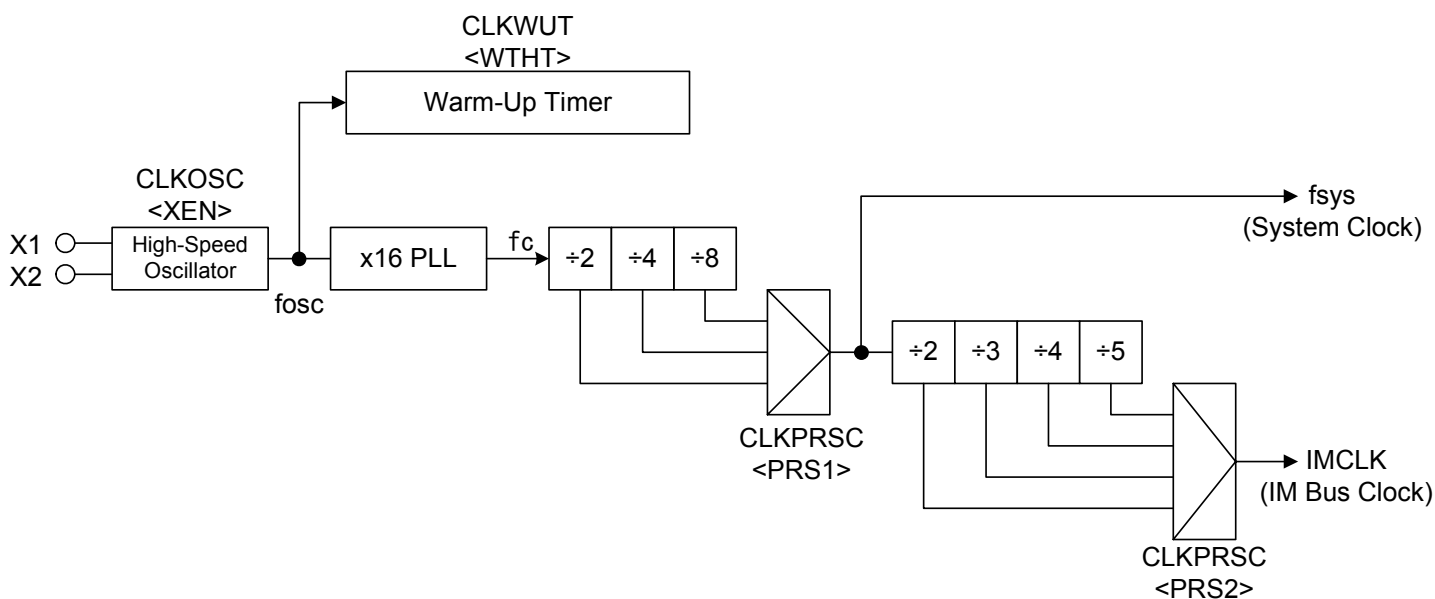 CLKWUT
<WTHT>
Warm-Up Timer
CLKOSC
<XEN>
X1
X2
High-Speed
Oscillator
fosc
x16 PLL
fc
÷2
÷4
÷8
CLKPRSC
<PRS1>
fsys
(System Clock)
÷2
÷3
÷4
÷5
CLKPRSC
<PRS2>
IMCLK
(IM Bus Clock)